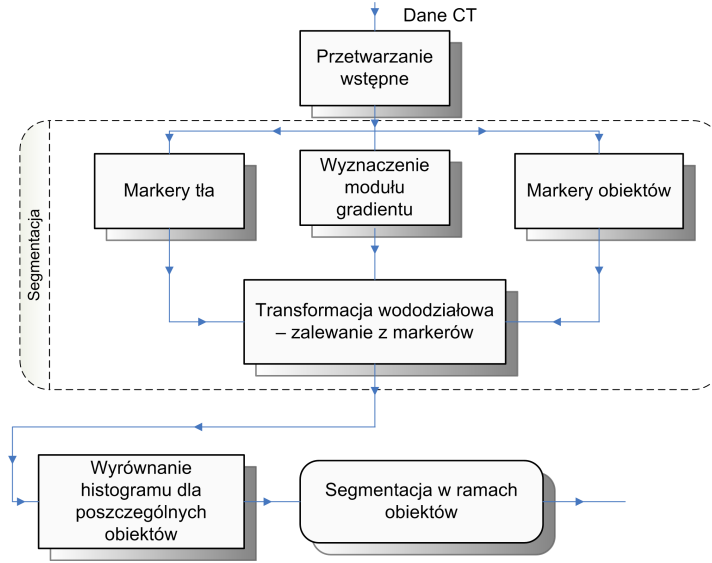 Dane CT
Przetwarzanie
wstępne
Segmentacja
Markery tła
Wyznaczenie
modułu
gradientu
Markery obiektów
Transformacja wododziałowa
– zalewanie z markerów
Wyrównanie
histogramu dla
poszczególnych
obiektów
Segmentacja w ramach
obiektów